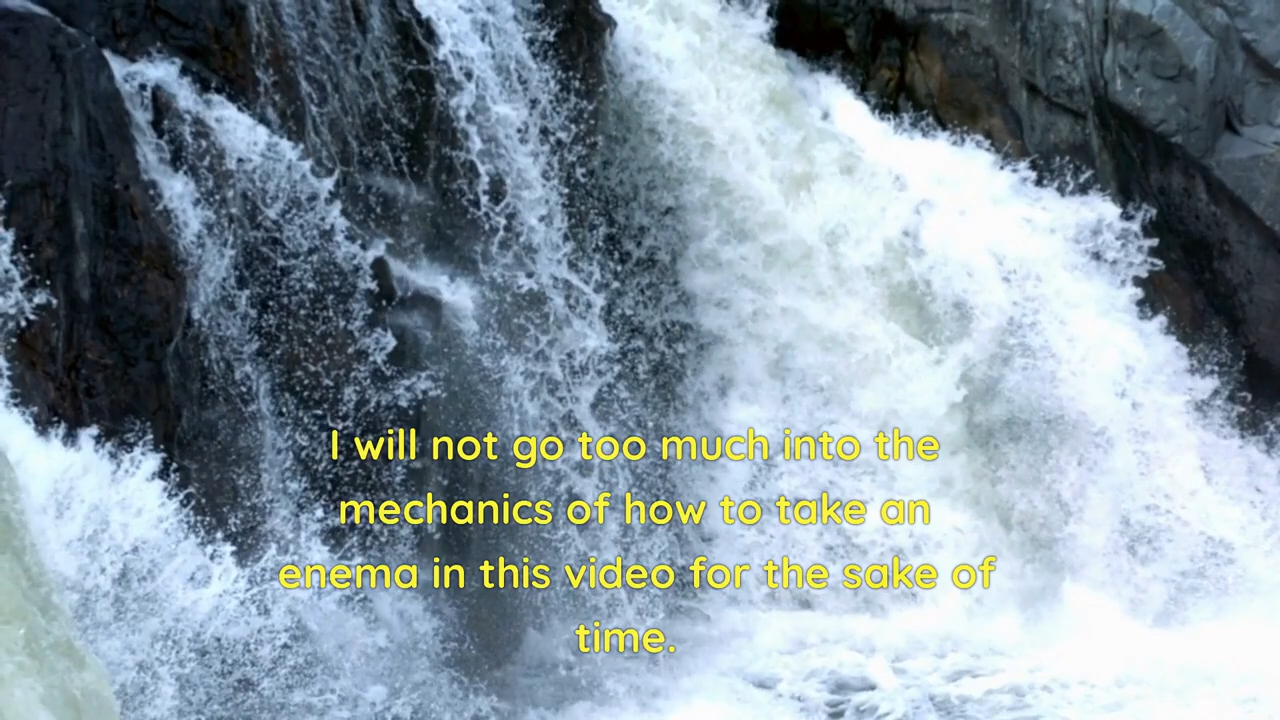 I will not go too much into the
mechanics of how to take an
enema in this video for the sake of
time.